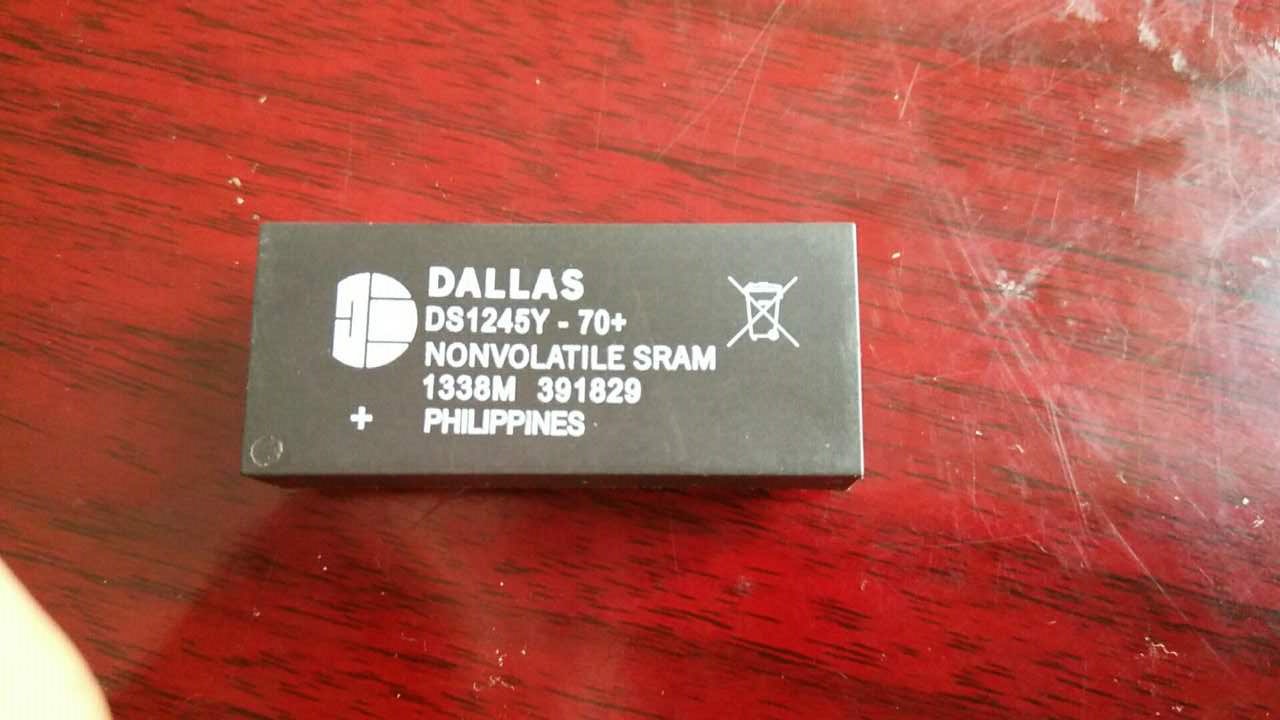 DALLAS
DS1245Y - 70+
NONVOLATILE SRAM
1338M 391829
+ PHILIPPINES